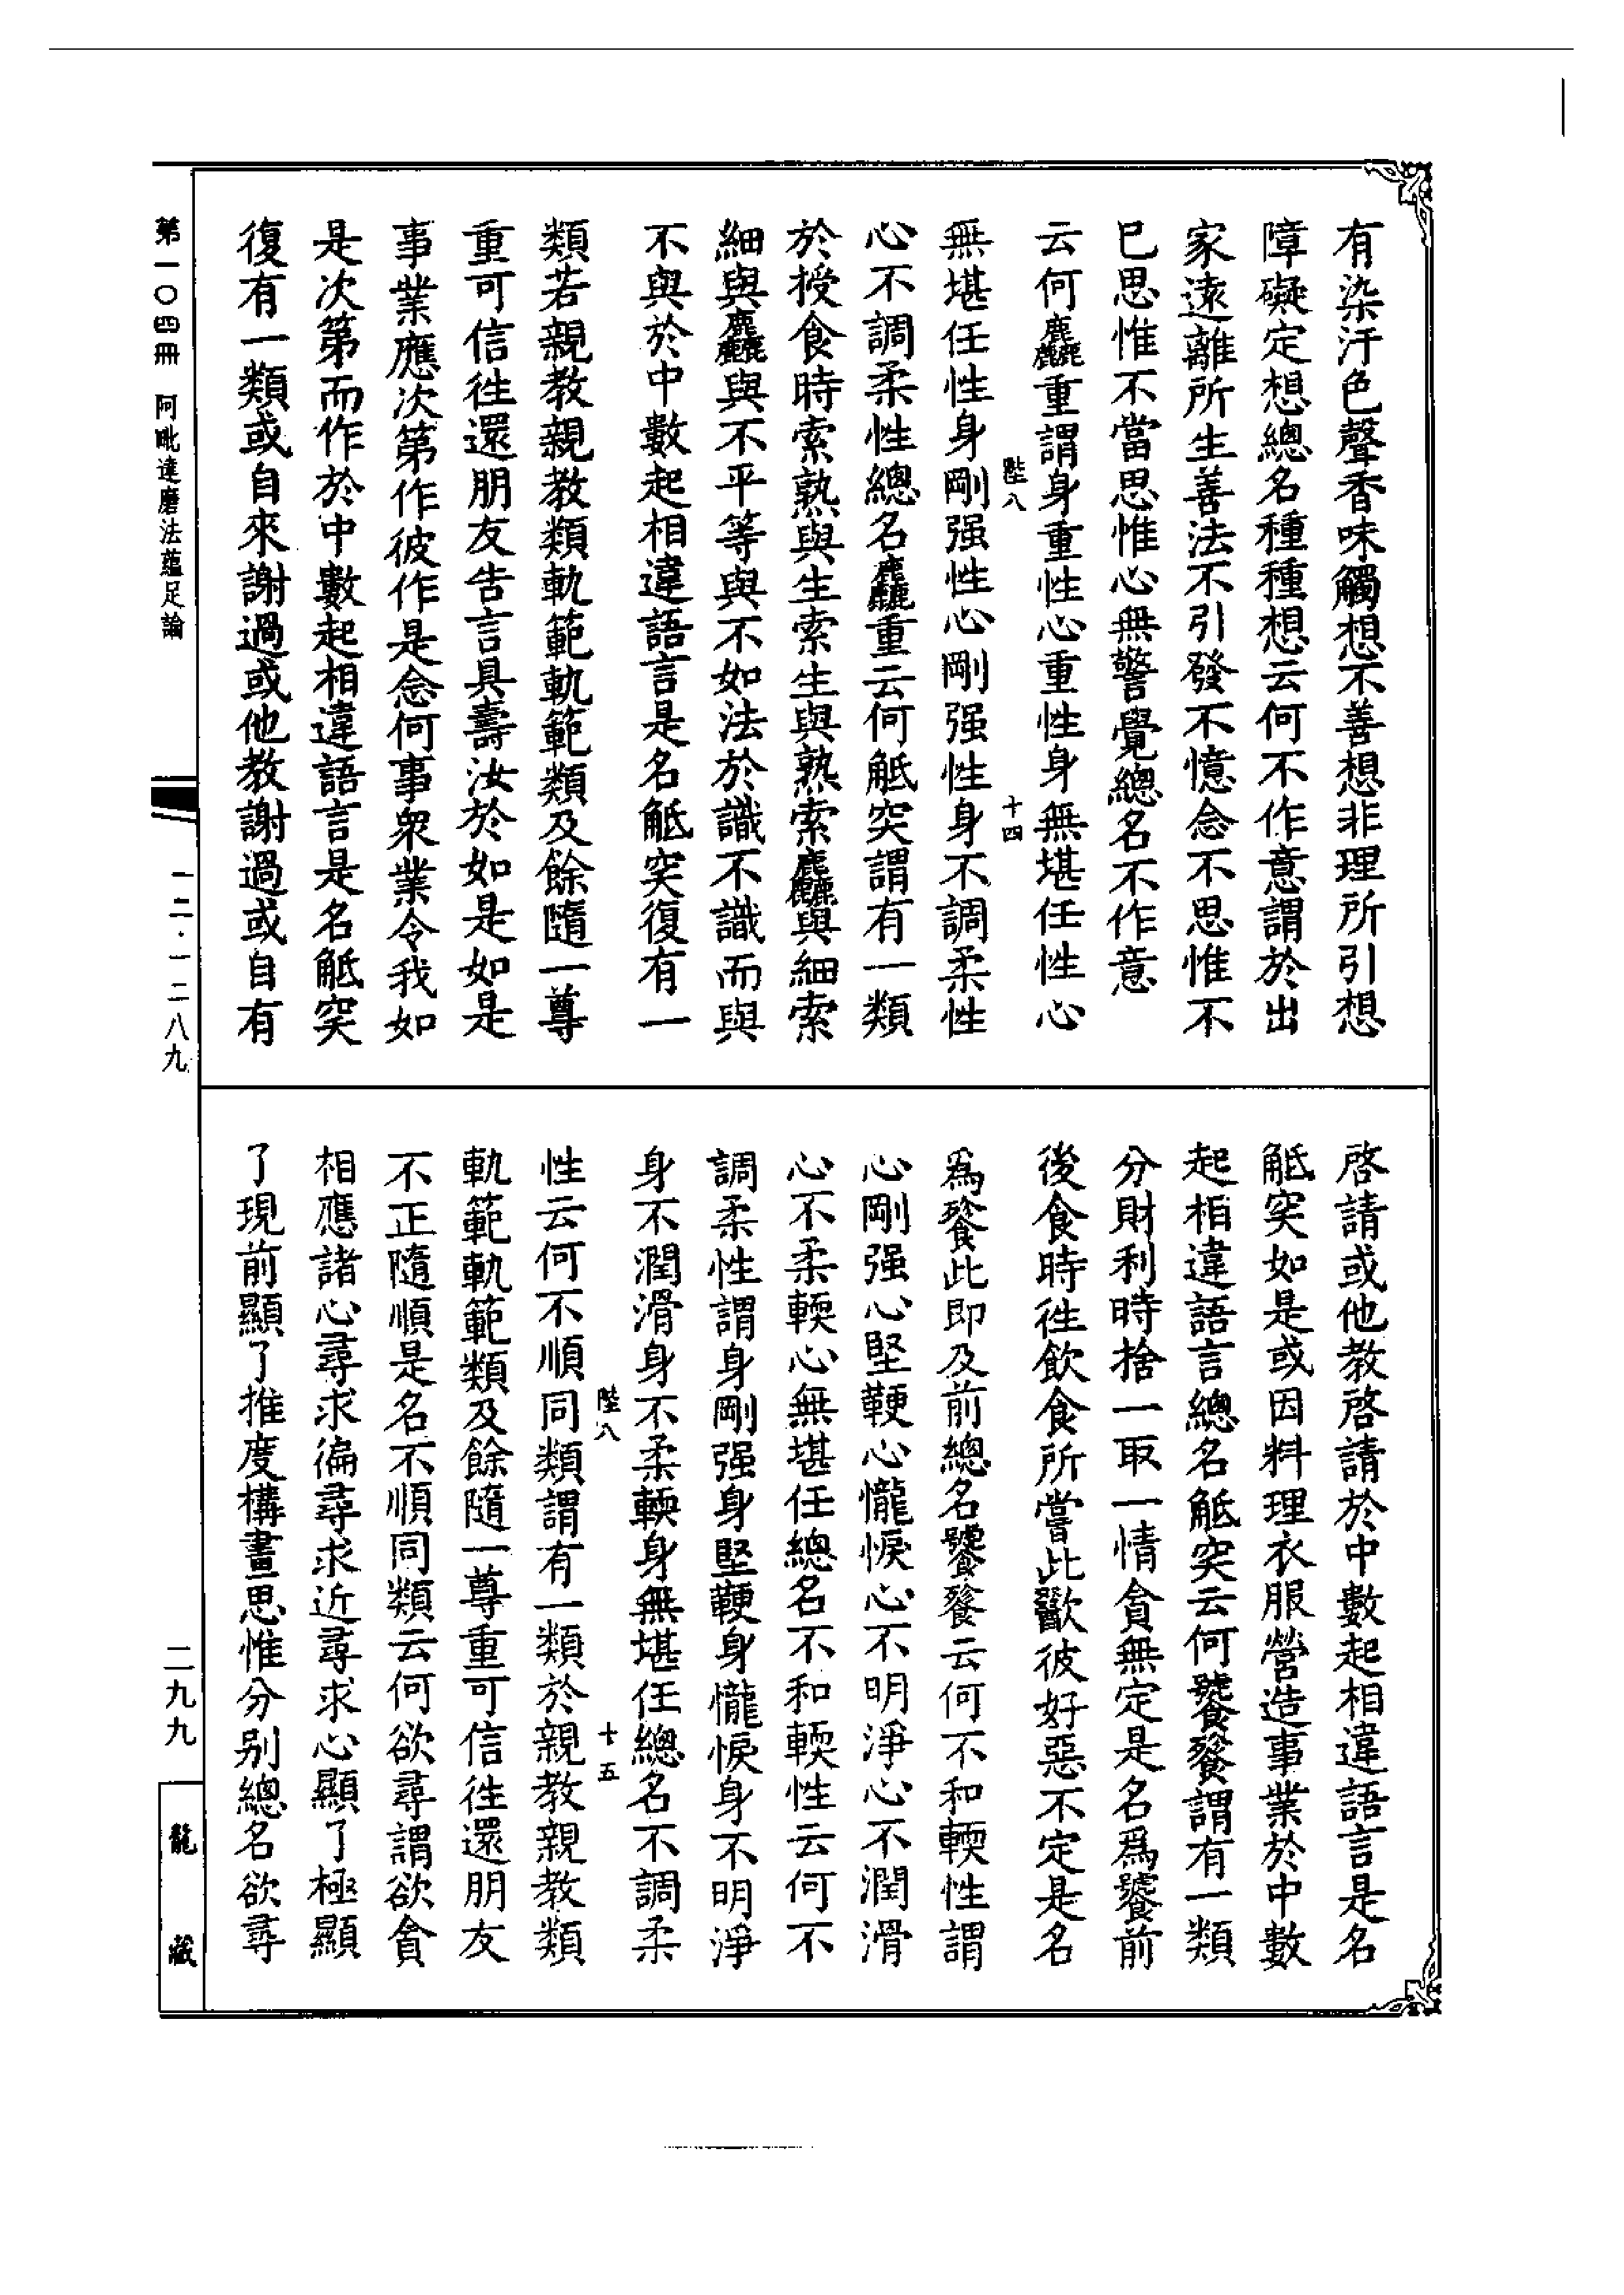 有染汙色聲香味觸想不善想非理所引想
障礙定想總名種種想云何不作意謂於出
家遠離所生善法不引發不憶念不思惟不
已思惟不當思惟心無警覺總名不作意
云何麤重謂身重性心重性身無堪任性心
陛八
十四
無堪任性身剛强性心剛强性身不調柔性
心不調柔性總名麤重云何觝突謂有一類
於授食時索熟與生索生與熟索麤與細索
細與麤與不平等與不如法於識不識而與
不與於中數起相違語言是名觝突復有一
類若親教親教類軌範軌範類及餘隨一尊
重可信往還朋友告言具壽汝於如是如是
事業應次第作彼作是念何事衆業令我如
是次第而作於中數起相違語言是名觝突
復有一類或自來謝過或他教謝過或自有
啓請或他教啓請於中數起相違語言是名
觝突如是或因料理衣服營造事業於中數
起相違語言總名觝突云何饕餮謂有一類
分財利時捨一取一情貪無定是名爲饕前
後食時往飲食所嘗此歠彼好惡不定是名
爲餮此即及前總名饕餮云何不和輭性謂
心剛强心堅鞕心㦬悷心不明淨心不潤滑
心不柔輭心無堪任總名不和輭性云何不
調柔性謂身剛强身堅鞕身㦬悷身不明淨
身不潤滑身不柔輭身無堪任總名不調柔
陛八
十五
性云何不順同類謂有一類於親教親教類
軌範軌範類及餘隨一尊重可信往還朋友
不正隨順是名不順同類云何欲尋謂欲貪
相應諸心尋求徧尋求近尋求心顯了極顯
了現前顯了推度構畫思惟分别總名欲尋
第一〇四冊　阿毗達磨法蘊足論
一二·一二八九
二九九
龍藏